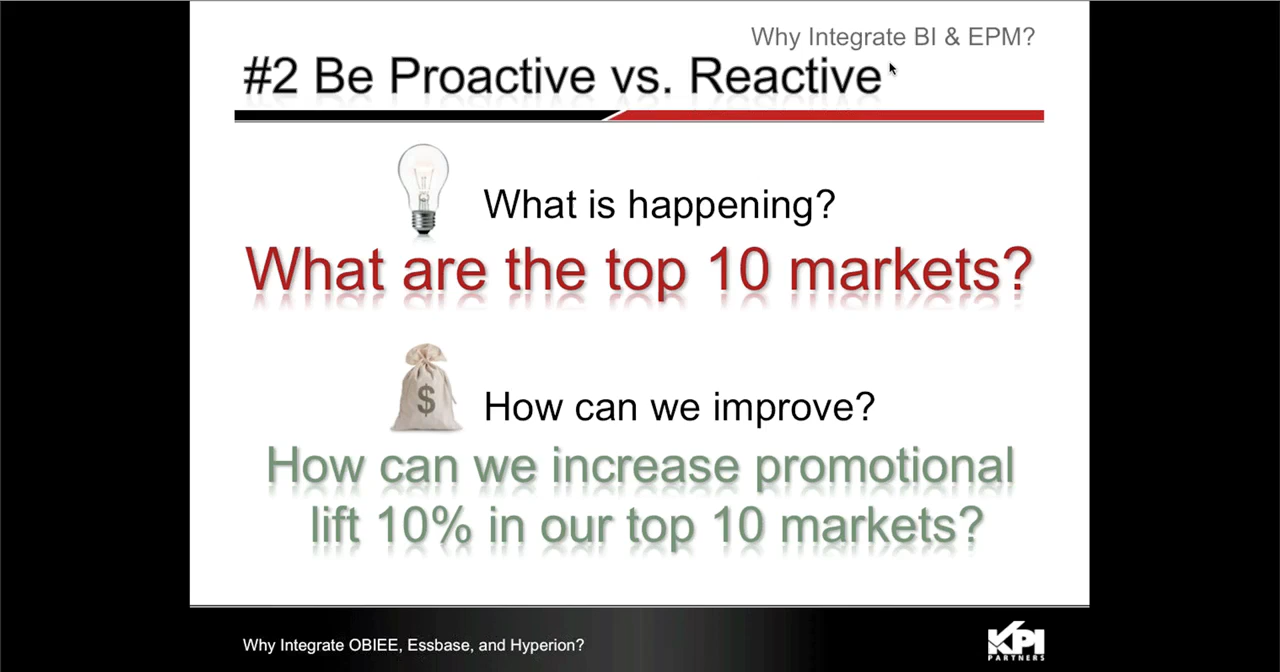 Why Integrate BI & EPM?
#2 Be Proactive vs. Reactive
What is happening?
What are the top 10 markets?
$
How can we improve?
How can we increase promotional
lift 10% in our top 10 markets?
Why Integrate OBIEE, Essbase, and Hyperion?
KPI
PARTNERS